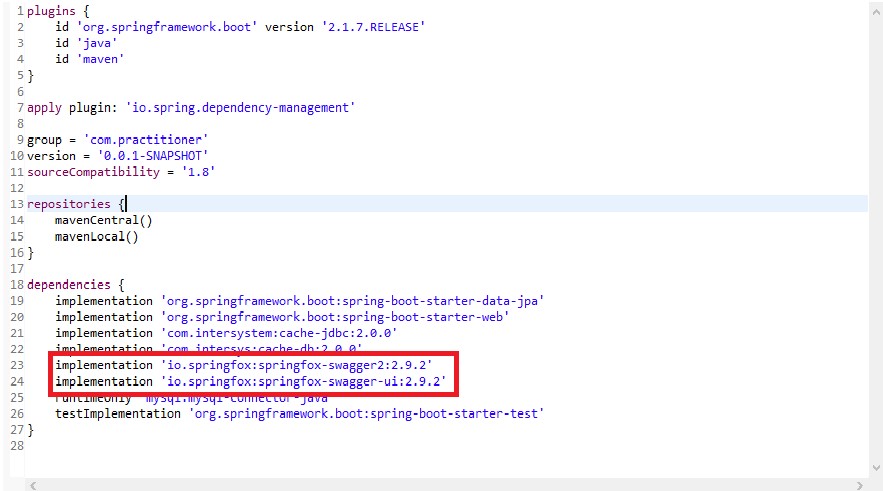 1 plugins {
2 id 'org.springframework.boot' version '2.1.7.RELEASE'
3 id 'java'
4 id 'maven'
5 }
6
7 apply plugin: 'io.spring.dependency-management'
8
9 group = 'com.practitioner'
10 version = '0.0.1-SNAPSHOT'
11 sourceCompatibility = '1.8'
12
13 repositories {
14 mavenCentral()
15 mavenLocal()
16 }
17
18 dependencies {
19 implementation 'org.springframework.boot:spring-boot-starter-data-jpa'
20 implementation 'org.springframework.boot:spring-boot-starter-web'
21 implementation 'com.intersystem:cache-jdbc:2.0.0'
22 implementation 'com.intersys:cache-db:2.0.0'
23 implementation 'io.springfox:springfox-swagger2:2.9.2'
24 implementation 'io.springfox:springfox-swagger-ui:2.9.2'
25 runtimeOnly 'mysql:mysql-connector-java'
26 testImplementation 'org.springframework.boot:spring-boot-starter-test'
27 }
28